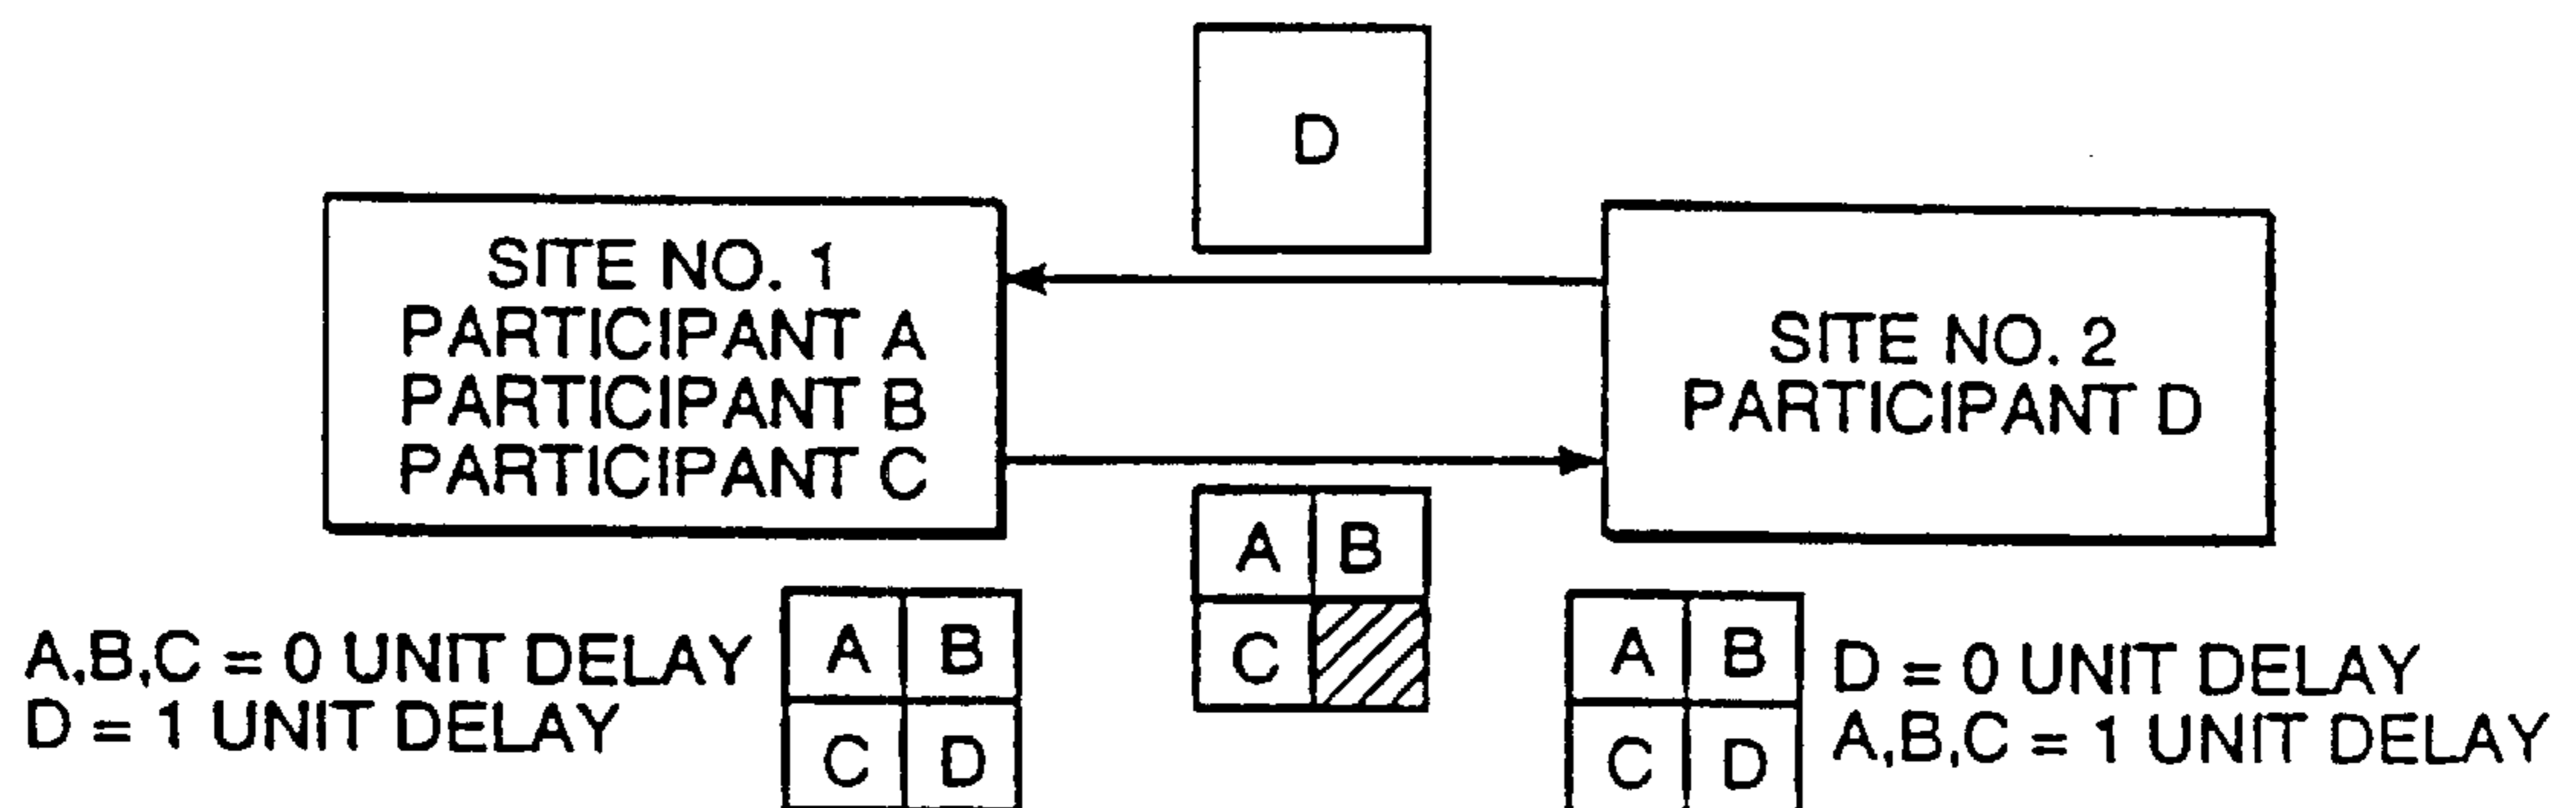 D
SITE NO. 1
PARTICIPANT A
PARTICIPANT B
PARTICIPANT C
SITE NO. 2
PARTICIPANT D
A B
C
A,B,C = 0 UNIT DELAY
D = 1 UNIT DELAY
A B
C D
A B
C D
D = 0 UNIT DELAY
A,B,C = 1 UNIT DELAY